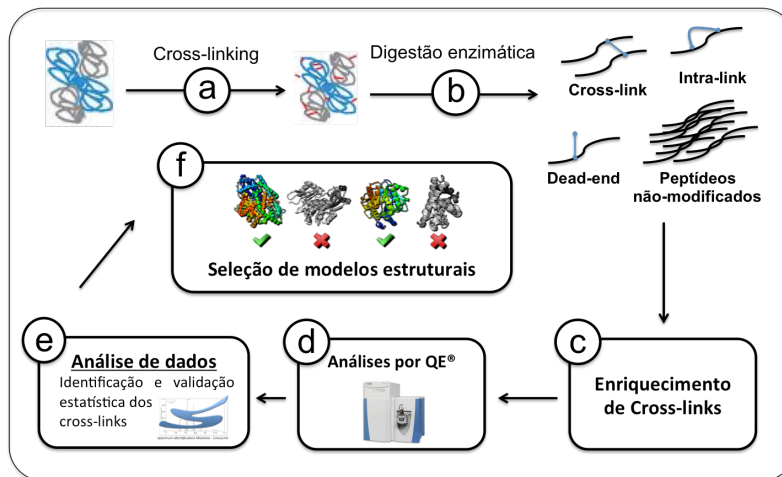 Cross-linking
a
Digestão enzimática
b
Cross-link
Intra-link
Dead-end
Peptídeos
não-modificados
f
Seleção de modelos estruturais
e
Análise de dados
Identificação e validação
estatística dos
cross-links
d
Análises por QE®
c
Enriquecimento
de Cross-links